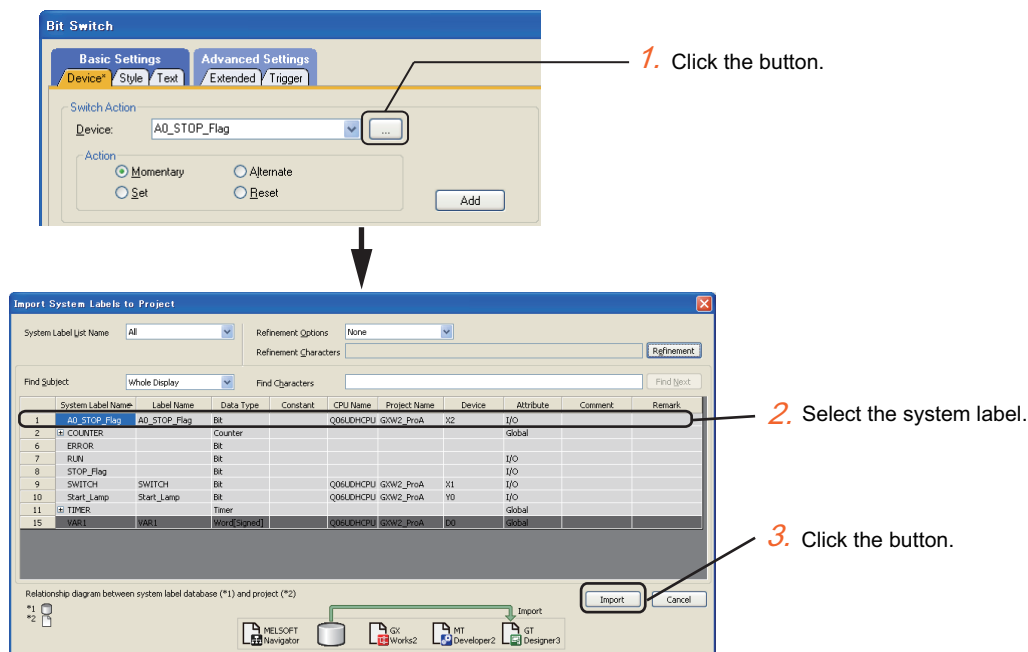 Bit Switch
Basic Settings Advanced Settings
Device* Style Text Extended Trigger
1. Click the button.
Switch Action
Device: A0_STOP_Flag ...
Action
Momentary Alternate
Set Reset
Add
Import System Labels to Project
System Label List Name All Refinement Options None
Refinement Characters Refinement
Find Subject Whole Display Find Characters Find Next
System Label Name Label Name Data Type Constant CPU Name Project Name Device Attribute Comment Remark
1 A0_STOP_Flag A0_STOP_Flag Bit Q06UDHCPU GXW2_ProA X2 I/O
2. Select the system label.
2 COUNTER Counter Global
6 ERROR Bit
7 RUN Bit I/O
8 STOP_Flag Bit I/O
9 SWITCH SWITCH Bit Q06UDHCPU GXW2_ProA X1 I/O
10 Start_Lamp Start_Lamp Bit Q06UDHCPU GXW2_ProA Y0 I/O
11 TIMER Timer Global
15 VAR1 VAR1 Word[Signed] Q06UDHCPU GXW2_ProA D0 Global
3. Click the button.
Relationship diagram between system label database (*1) and project (*2)
Import Cancel
*1
*2
Import
MELSOFT Navigator GX Works2 MT Developer2 GT Designer3